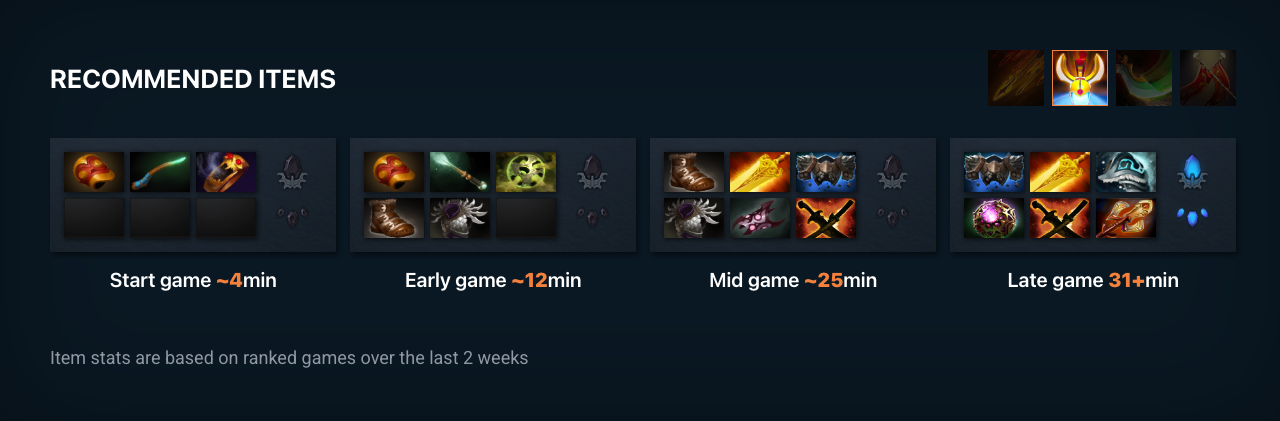 RECOMMENDED ITEMS
Start game ~4min
Early game ~12min
Mid game ~25min
Late game 31+min
Item stats are based on ranked games over the last 2 weeks